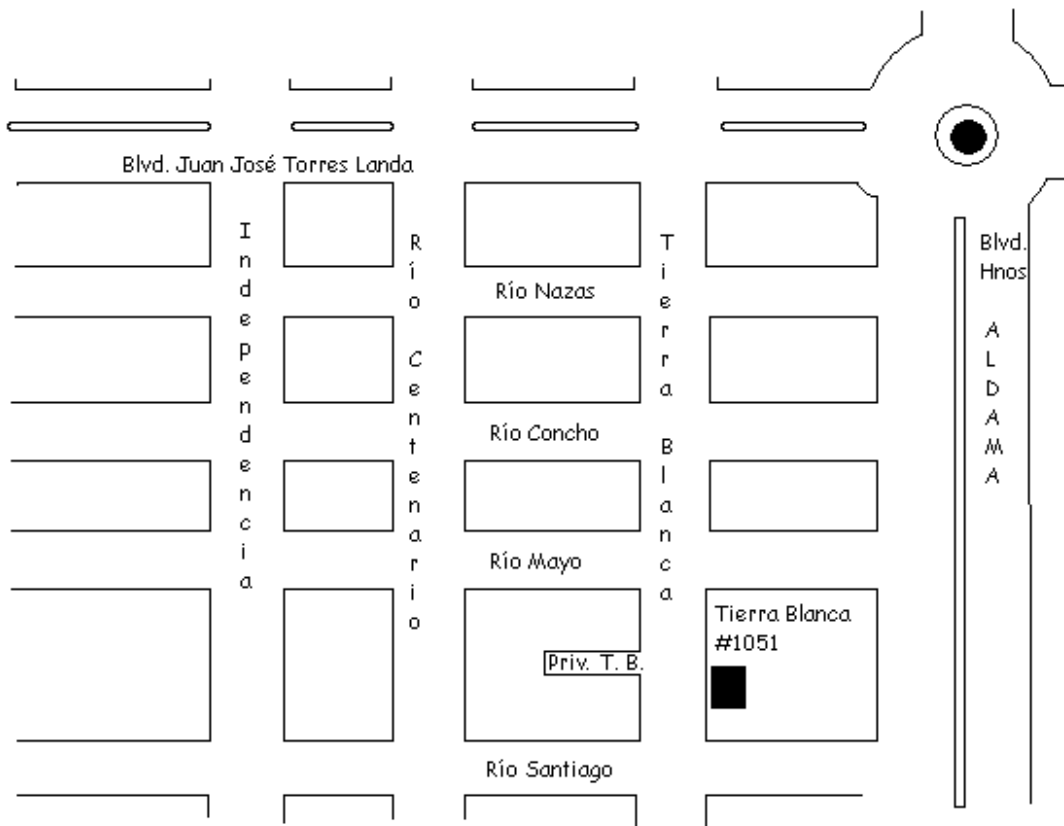 Blvd. Juan José Torres Landa
Independencia
Río Centenario
Tierra Blanca
Blvd.
Hnos
ALDAMA
Río Nazas
Río Concho
Río Mayo
Tierra Blanca
#1051
Priv. T. B.
Río Santiago